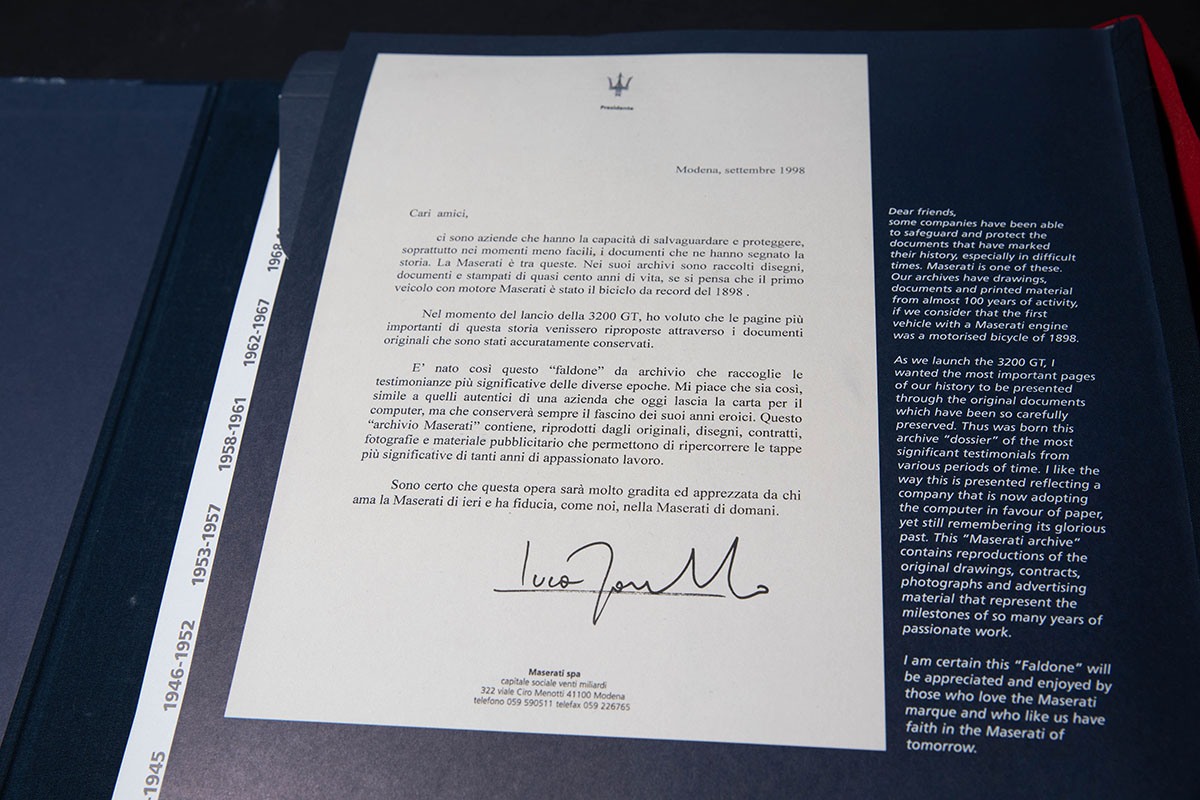 Presidente
Modena, settembre 1998
Cari amici,
ci sono aziende che hanno la capacità di salvaguardare e proteggere,
soprattutto nei momenti meno facili, i documenti che ne hanno segnato la
storia. La Maserati è tra queste. Nei suoi archivi sono raccolti disegni,
documenti e stampati di quasi cento anni di vita, se si pensa che il primo
veicolo con motore Maserati è stato il biciclo da record del 1898 .
Nel momento del lancio della 3200 GT, ho voluto che le pagine più
importanti di questa storia venissero riproposte attraverso i documenti
originali che sono stati accuratamente conservati.
E’ nato così questo “faldone” da archivio che raccoglie le
testimonianze più significative delle diverse epoche. Mi piace che sia così,
simile a quelli autentici di una azienda che oggi lascia la carta per il
computer, ma che conserverà sempre il fascino dei suoi anni eroici. Questo
“archivio Maserati” contiene, riprodotti dagli originali, disegni, contratti,
fotografie e materiale pubblicitario che permettono di ripercorrere le tappe
più significative di tanti anni di appassionato lavoro.
Sono certo che questa opera sarà molto gradita ed apprezzata da chi
ama la Maserati di ieri e ha fiducia, come noi, nella Maserati di domani.
Maserati spa
capitale sociale venti miliardi
322 viale Ciro Menotti 41100 Modena
telefono 059 590511 telefax 059 226765
Dear friends,
some companies have been able
to safeguard and protect the
documents that have marked
their history, especially in difficult
times. Maserati is one of these.
Our archives have drawings,
documents and printed material
from almost 100 years of activity,
if we consider that the first
vehicle with a Maserati engine
was a motorised bicycle of 1898.
As we launch the 3200 GT, I
wanted the most important pages
of our history to be presented
through the original documents
which have been so carefully
preserved. Thus was born this
archive “dossier” of the most
significant testimonials from
various periods of time. I like the
way this is presented reflecting a
company that is now adopting
the computer in favour of paper,
yet still remembering its glorious
past. This “Maserati archive”
contains reproductions of the
original drawings, contracts,
photographs and advertising
material that represent the
milestones of so many years of
passionate work.
I am certain this “Faldone” will
be appreciated and enjoyed by
those who love the Maserati
marque and who like us have
faith in the Maserati of
tomorrow.
-1945
1946-1952
1953-1957
1958-1961
1962-1967
1968-